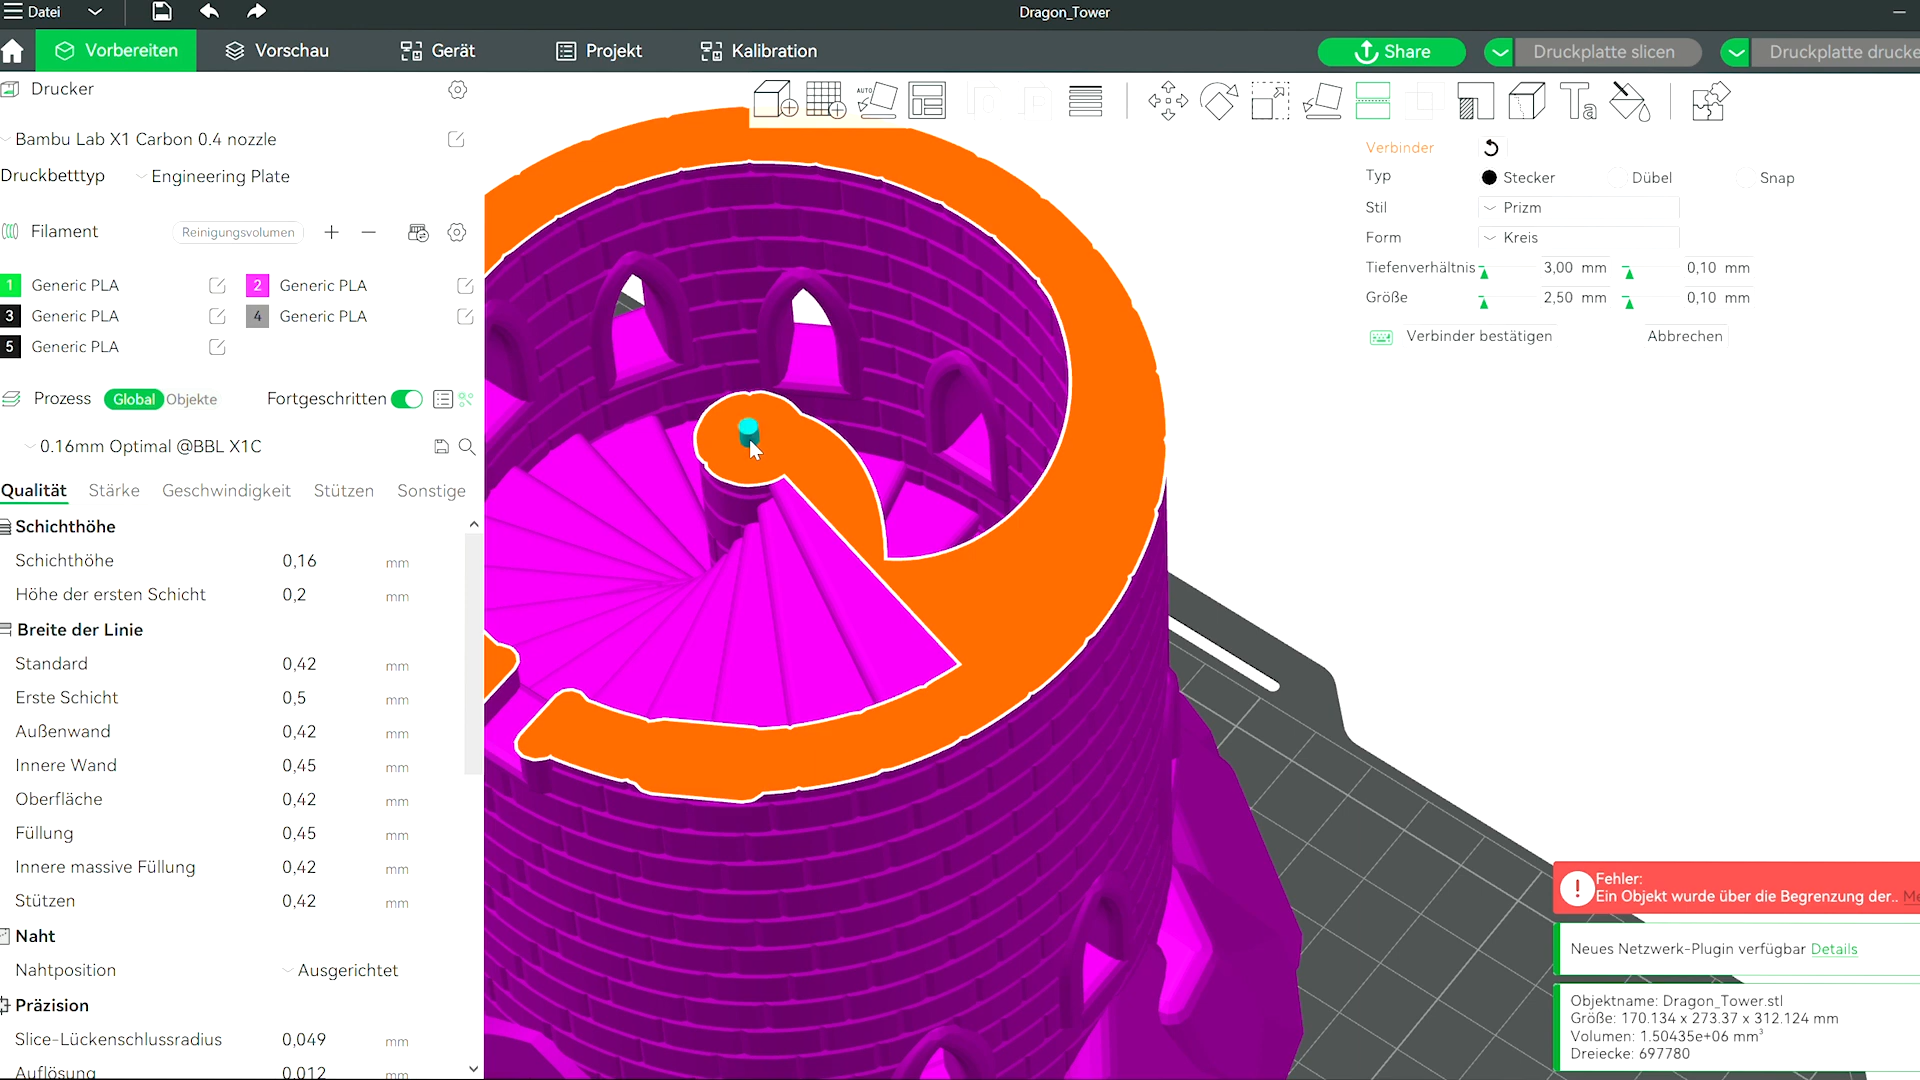 Datei
Dragon_Tower
Vorbereiten
Vorschau
Gerät
Projekt
Kalibration
Share
Druckplatte slicen
Druckplatte drucke
Drucker
Bambu Lab X1 Carbon 0.4 nozzle
Druckbetttyp
Engineering Plate
Filament
Reinigungsvolumen
1 Generic PLA
2 Generic PLA
3 Generic PLA
4 Generic PLA
5 Generic PLA
Prozess
Global
Objekte
Fortgeschritten
0.16mm Optimal @BBL X1C
Qualität
Stärke
Geschwindigkeit
Stützen
Sonstige
Schichthöhe
Schichthöhe 0,16 mm
Höhe der ersten Schicht 0,2 mm
Breite der Linie
Standard 0,42 mm
Erste Schicht 0,5 mm
Außenwand 0,42 mm
Innere Wand 0,45 mm
Oberfläche 0,42 mm
Füllung 0,45 mm
Innere massive Füllung 0,42 mm
Stützen 0,42 mm
Naht
Nahtposition Ausgerichtet
Präzision
Slice-Lückenschlussradius 0,049 mm
Auflösung 0,012 mm
AUTO
Verbinder
Typ Stecker Dübel Snap
Stil Prizm
Form Kreis
Tiefenverhältnis 3,00 mm 0,10 mm
Größe 2,50 mm 0,10 mm
Verbinder bestätigen
Abbrechen
Fehler:
Ein Objekt wurde über die Begrenzung der..
Neues Netzwerk-Plugin verfügbar Details
Objektname: Dragon_Tower.stl
Größe: 170.134 x 273.37 x 312.124 mm
Volumen: 1.50435e+06 mm³
Dreiecke: 697780